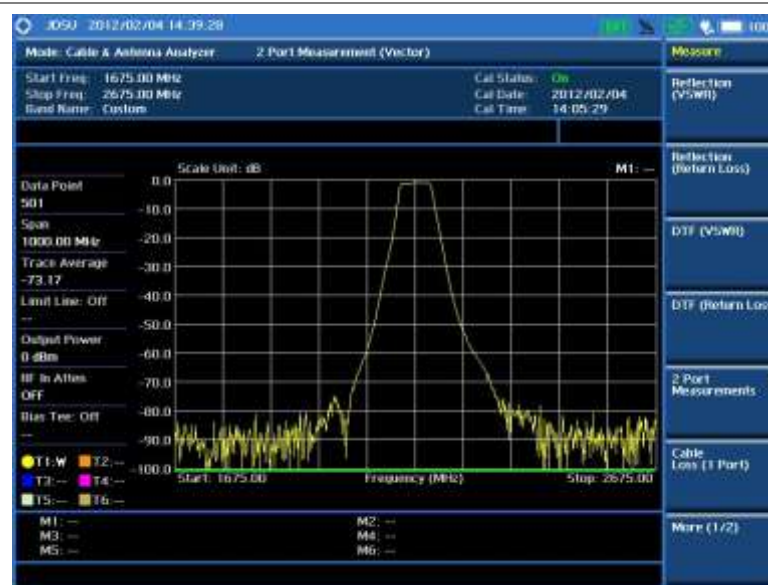 JDSU 2012/02/04 14:39:28
Mode: Cable & Antenna Analyzer 2 Port Measurement (Vector)
Measure
Start Freq: 1675.00 MHz
Stop Freq: 2675.00 MHz
Band Name: Custom
Cal Status: On
Cal Date: 2012/02/04
Cal Time: 14:05:29
Reflection
(VSWR)
Reflection
(Return Loss)
DTF (VSWR)
DTF (Return Los
2 Port
Measurements
Cable
Loss (1 Port)
More (1/2)
Scale Unit: dB
M1: --
Data Point
501
Span
1000.00 MHz
Trace Average
-73.17
Limit Line: Off
--
Output Power
0 dBm
RF In Atten
OFF
Bias Tee: Off
--
T1:W T2:--
T3:-- T4:--
T5:-- T6:--
0.0
-10.0
-20.0
-30.0
-40.0
-50.0
-60.0
-70.0
-80.0
-90.0
-100.0
Start: 1675.00 Frequency (MHz) Stop: 2675.00
M1: -- M2: --
M3: -- M4: --
M5: -- M6: --